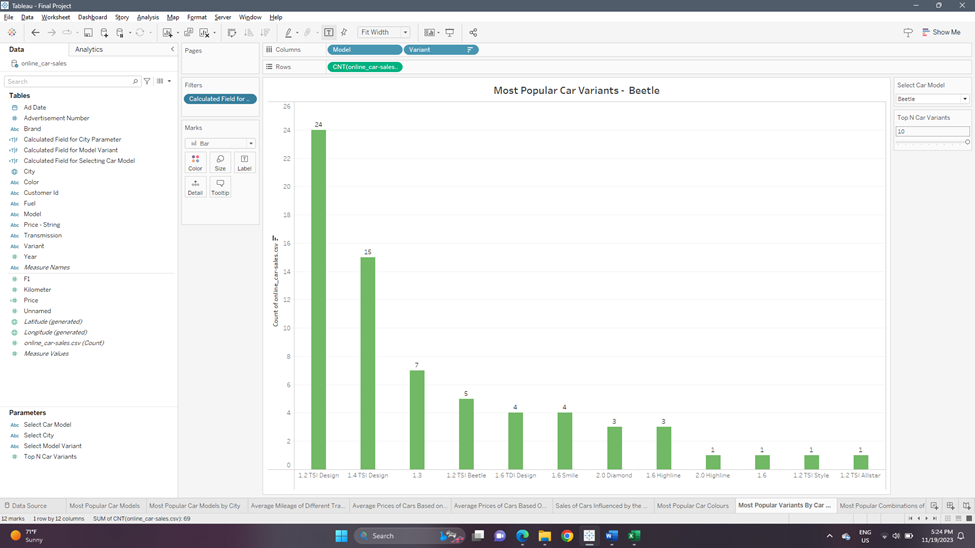 Tableau - Final Project
File Data Worksheet Dashboard Story Analysis Map Format Server Window Help
Fit Width
Show Me
Data Analytics
online_car-sales
Search
Tables
Ad Date
Advertisement Number
Brand
Calculated Field for City Parameter
Calculated Field for Model Variant
Calculated Field for Selecting Car Model
City
Color
Customer Id
Fuel
Model
Price - String
Transmission
Variant
Year
Measure Names
F1
Kilometer
Price
Unnamed
Latitude (generated)
Longitude (generated)
online_car-sales.csv (Count)
Measure Values
Parameters
Select Car Model
Select City
Select Model Variant
Top N Car Variants
Pages
Filters
Calculated Field for ..
Marks
Bar
Color Size Label
Detail Tooltip
Columns Model Variant
Rows CNT(online_car-sales..
Most Popular Car Variants - Beetle
Count of online_car-sales.csv
26
24
22
20
18
16
14
12
10
8
6
4
2
0
24
15
7
5
4
4
3
3
1
1
1
1
1.2 TSI Design 1.4 TSI Design 1.3 1.2 TSI Beetle 1.6 TDI Design 1.6 Smile 2.0 Diamond 1.6 Highline 2.0 Highline 1.6 1.2 TSI Style 1.2 TSI Allstar
Select Car Model
Beetle
Top N Car Variants
10
Data Source Most Popular Car Models Most Popular Car Models by City Average Mileage of Different Tra... Average Prices of Cars Based on... Average Prices of Cars Based O... Sales of Cars Influenced by the ... Most Popular Car Colours Most Popular Variants By Car ... Most Popular Combinations of
12 marks 1 row by 12 columns SUM of CNT(online_car-sales.csv): 69
71°F
Sunny
Search
ENG
US
5:24 PM
11/19/2023